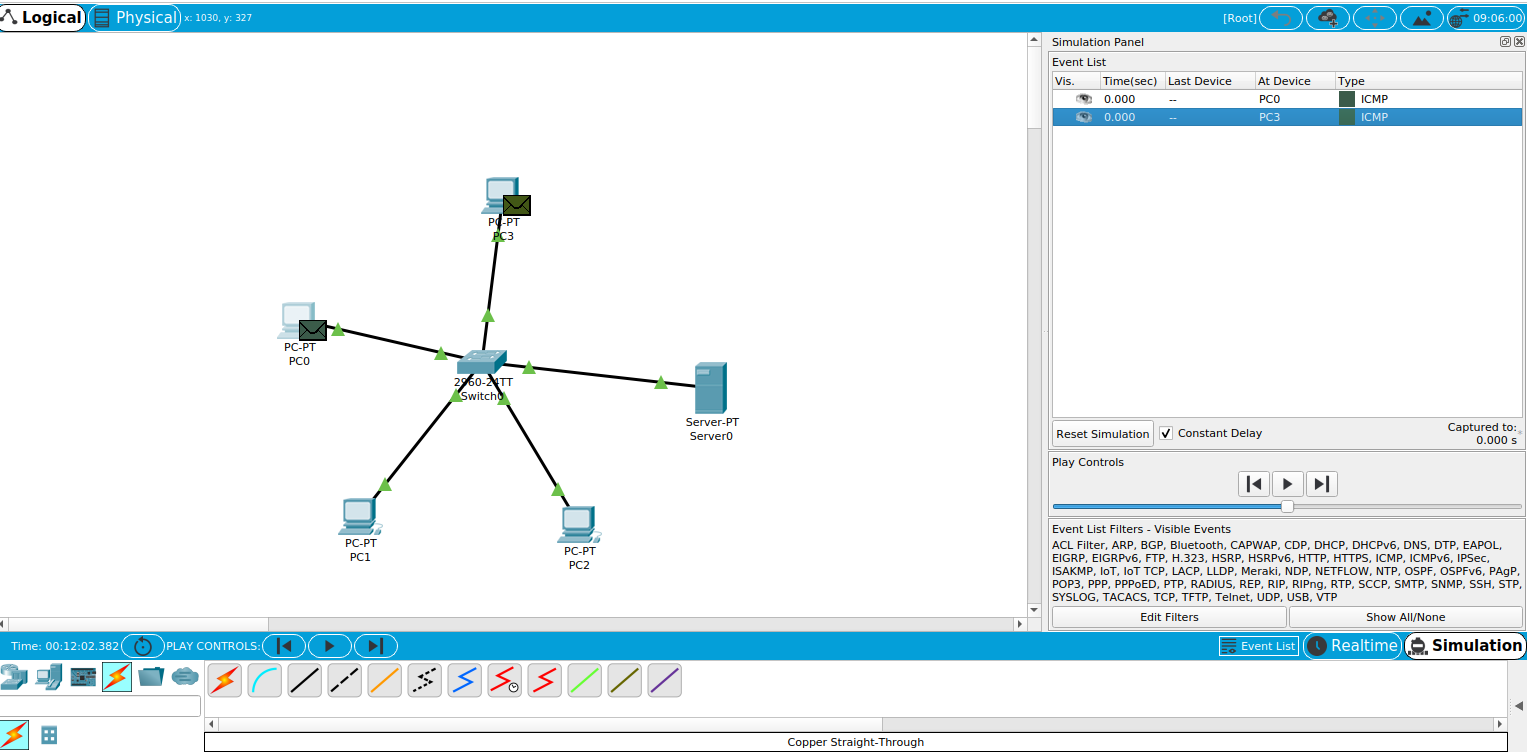 Logical Physical x: 1030, y: 327 [Root] 09:06:00
Simulation Panel
Event List
Vis. Time(sec) Last Device At Device Type
0.000 -- PC0 ICMP
0.000 -- PC3 ICMP
PC-PT
PC3
PC-PT
PC0
2960-24TT
Switch0
Server-PT
Server0
PC-PT
PC1
PC-PT
PC2
Reset Simulation Constant Delay Captured to:
0.000 s
Play Controls
Event List Filters - Visible Events
ACL Filter, ARP, BGP, Bluetooth, CAPWAP, CDP, DHCP, DHCPv6, DNS, DTP, EAPOL,
EIGRP, EIGRPv6, FTP, H.323, HSRP, HSRPv6, HTTP, HTTPS, ICMP, ICMPv6, IPSec,
ISAKMP, IoT, IoT TCP, LACP, LLDP, Meraki, NDP, NETFLOW, NTP, OSPF, OSPFv6, PAgP,
POP3, PPP, PPPoED, PTP, RADIUS, REP, RIP, RIPng, RTP, SCCP, SMTP, SNMP, SSH, STP,
SYSLOG, TACACS, TCP, TFTP, Telnet, UDP, USB, VTP
Edit Filters Show All/None
Time: 00:12:02.382 PLAY CONTROLS: Event List Realtime Simulation
Copper Straight-Through